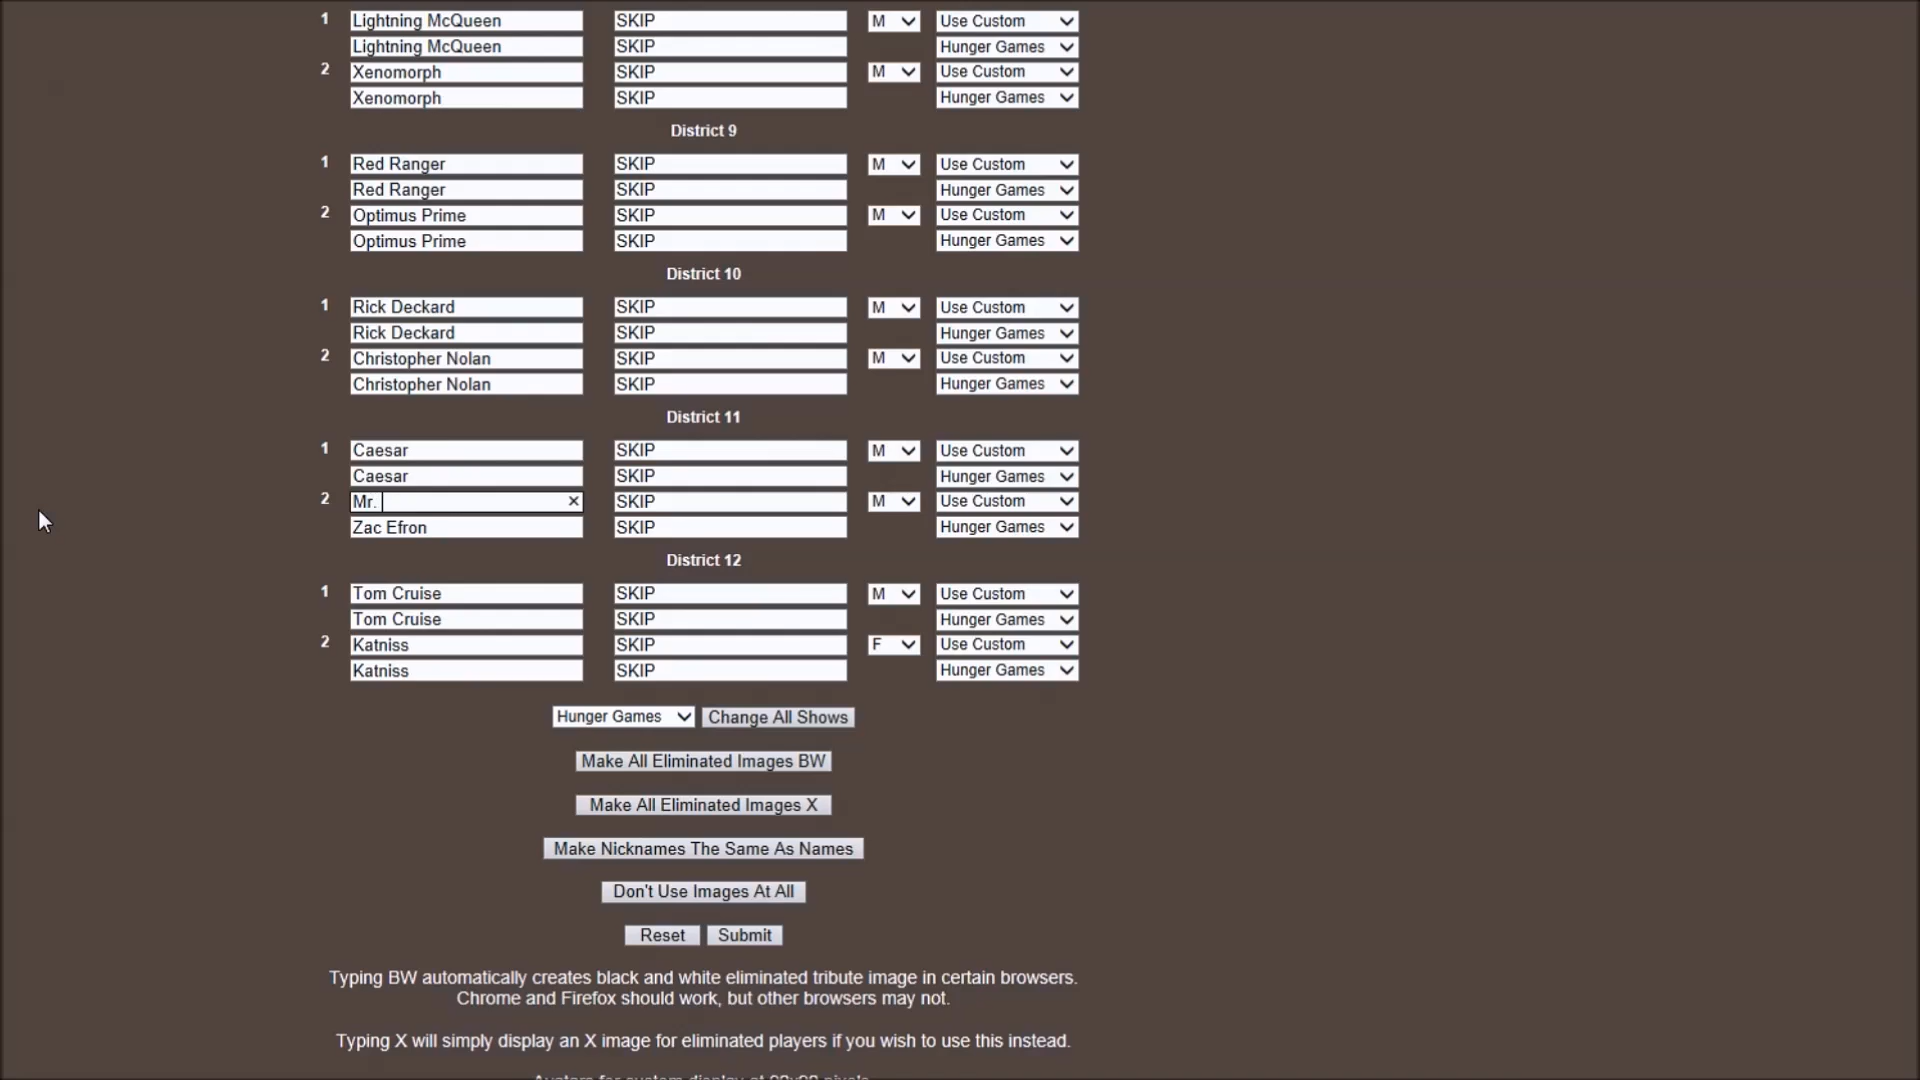 1 Lightning McQueen SKIP M Use Custom
Lightning McQueen SKIP Hunger Games
2 Xenomorph SKIP M Use Custom
Xenomorph SKIP Hunger Games
District 9
1 Red Ranger SKIP M Use Custom
Red Ranger SKIP Hunger Games
2 Optimus Prime SKIP M Use Custom
Optimus Prime SKIP Hunger Games
District 10
1 Rick Deckard SKIP M Use Custom
Rick Deckard SKIP Hunger Games
2 Christopher Nolan SKIP M Use Custom
Christopher Nolan SKIP Hunger Games
District 11
1 Caesar SKIP M Use Custom
Caesar SKIP Hunger Games
2 Mr. SKIP M Use Custom
Zac Efron SKIP Hunger Games
District 12
1 Tom Cruise SKIP M Use Custom
Tom Cruise SKIP Hunger Games
2 Katniss SKIP F Use Custom
Katniss SKIP Hunger Games
Hunger Games Change All Shows
Make All Eliminated Images BW
Make All Eliminated Images X
Make Nicknames The Same As Names
Don't Use Images At All
Reset Submit
Typing BW automatically creates black and white eliminated tribute image in certain browsers.
Chrome and Firefox should work, but other browsers may not.
Typing X will simply display an X image for eliminated players if you wish to use this instead.